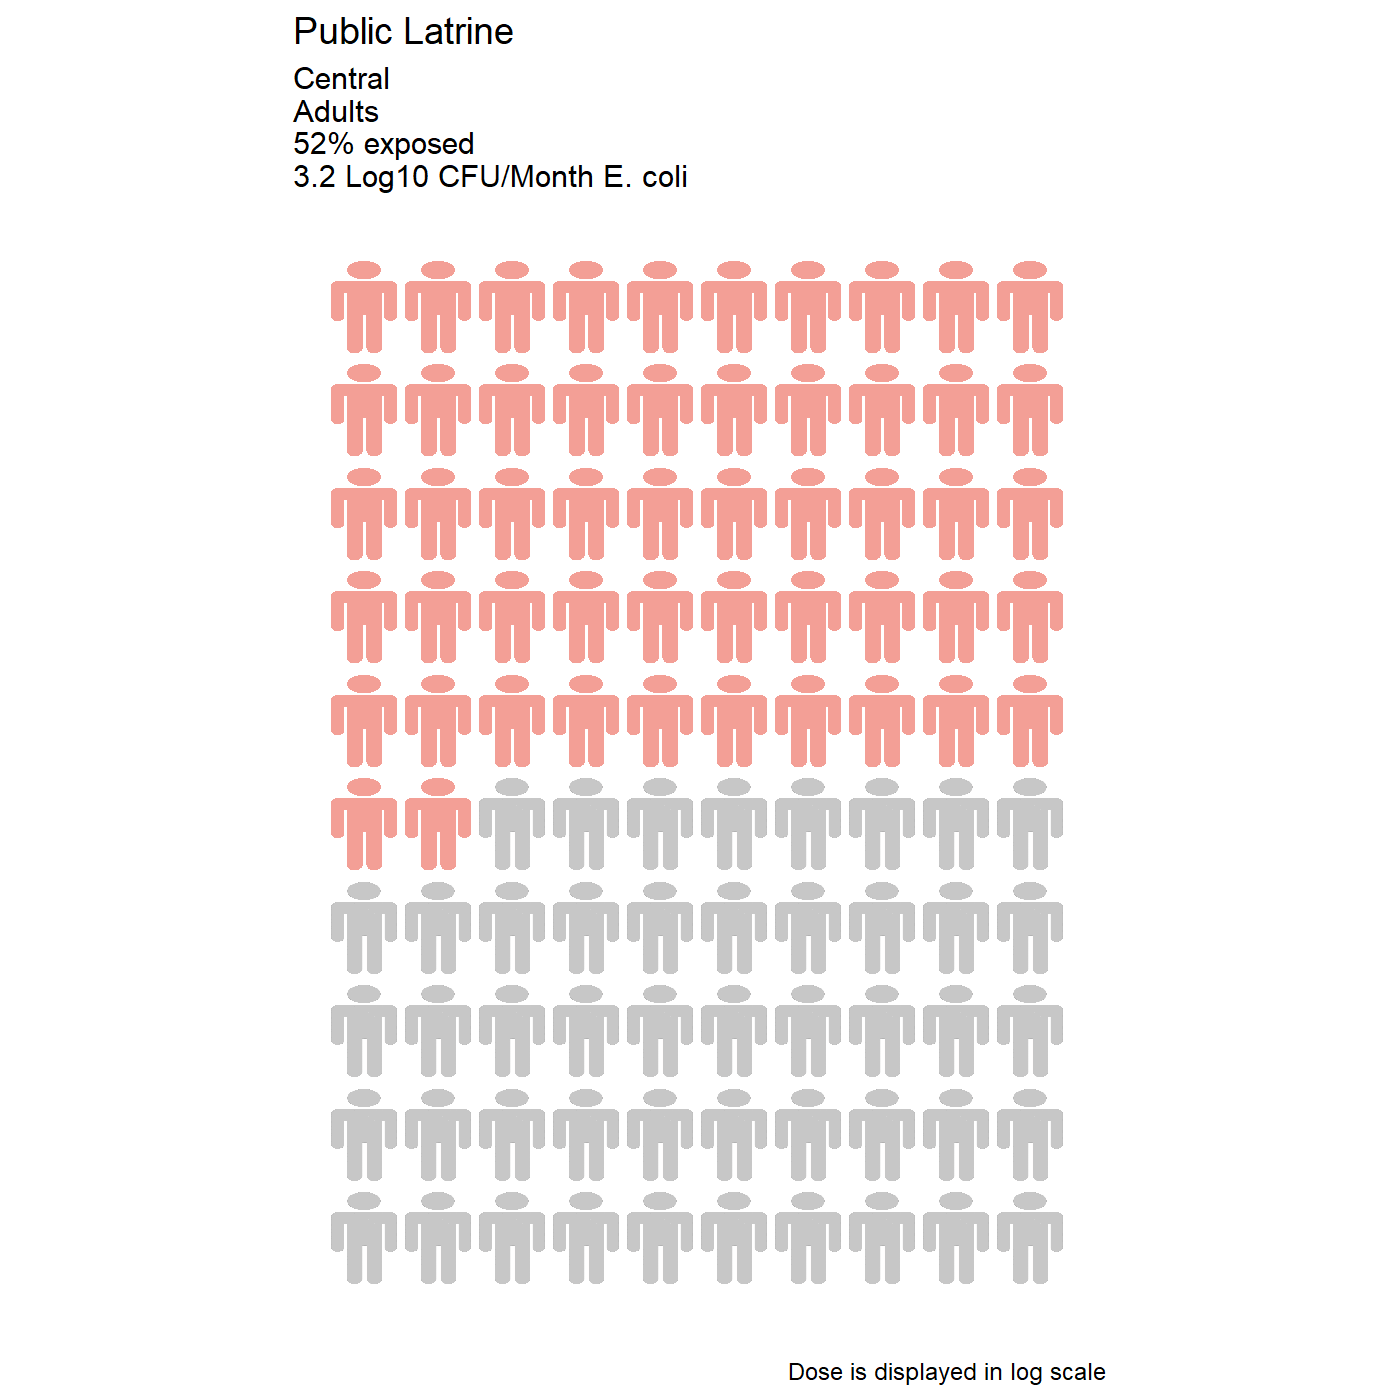 Public Latrine
Central
Adults
52% exposed
3.2 Log10 CFU/Month E. coli
Dose is displayed in log scale